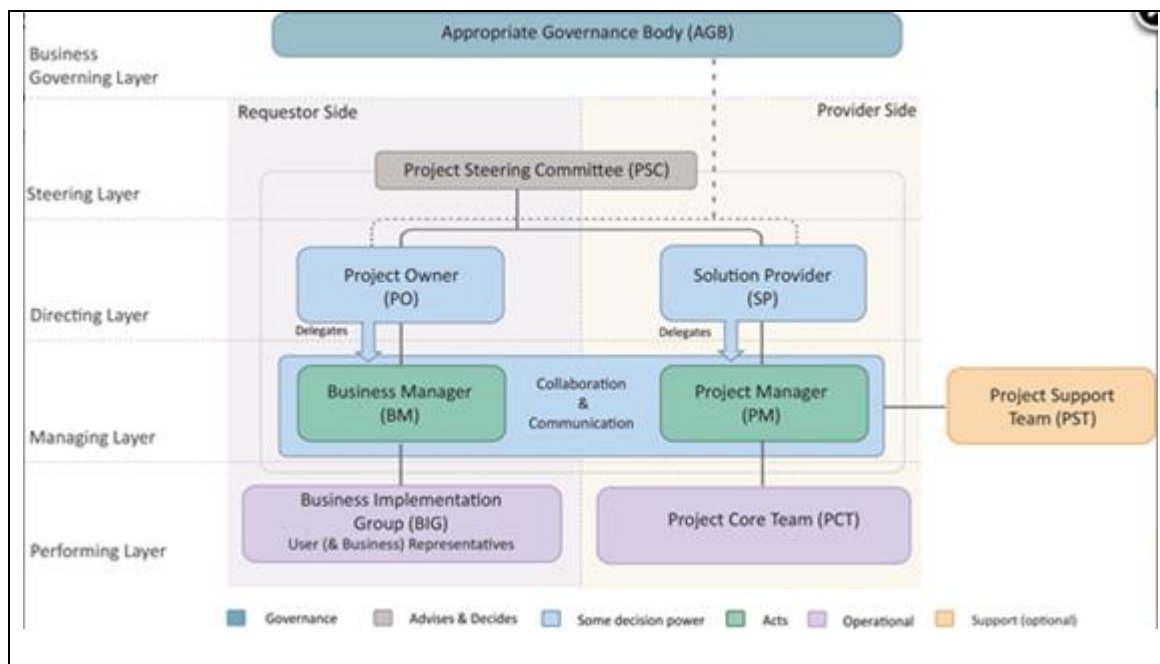 Appropriate Governance Body (AGB)
Business
Governing Layer
Requestor Side
Provider Side
Project Steering Committee (PSC)
Steering Layer
Project Owner
(PO)
Solution Provider
(SP)
Directing Layer
Delegates
Delegates
Business Manager
(BM)
Collaboration
&
Communication
Project Manager
(PM)
Project Support
Team (PST)
Managing Layer
Business Implementation
Group (BIG)
User (& Business) Representatives
Project Core Team (PCT)
Performing Layer
Governance
Advises & Decides
Some decision power
Acts
Operational
Support (optional)